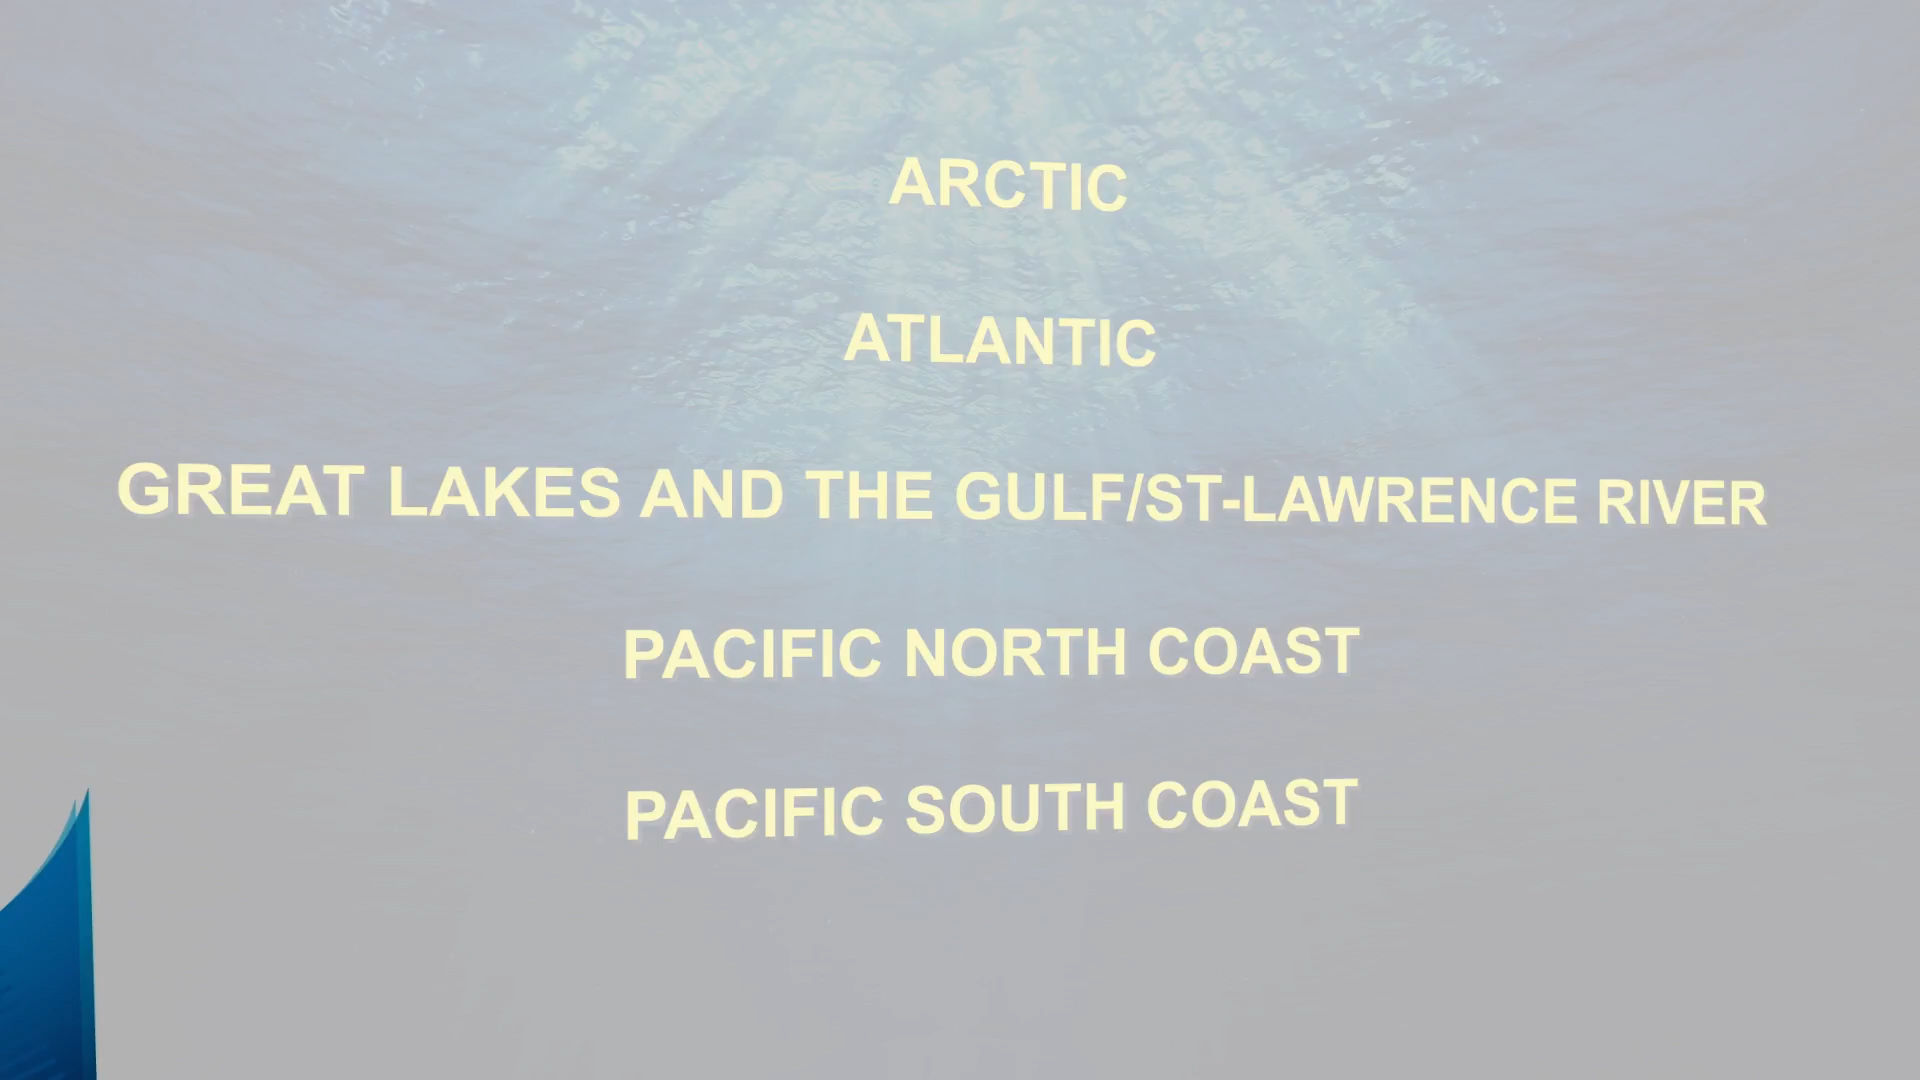 ARCTIC
ATLANTIC
GREAT LAKES AND THE GULF/ST-LAWRENCE RIVER
PACIFIC NORTH COAST
PACIFIC SOUTH COAST